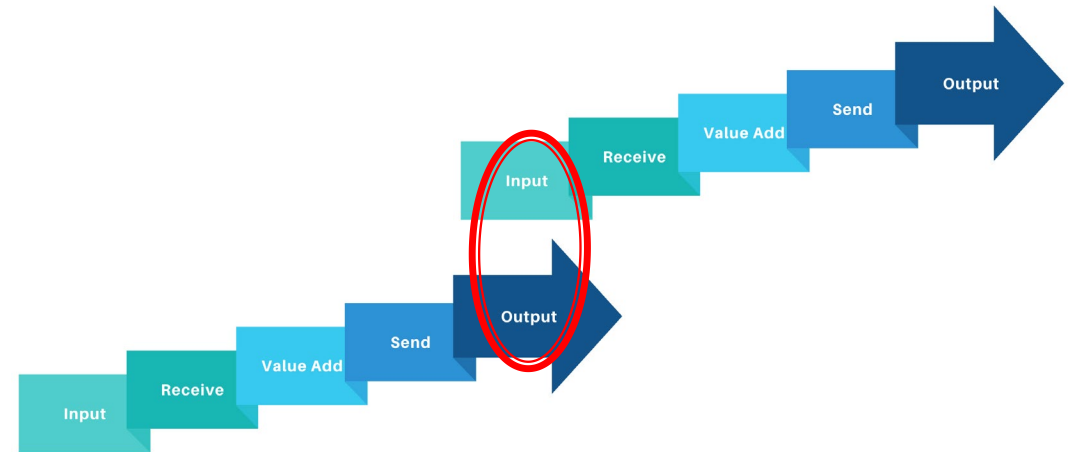 Input
Receive
Value Add
Send
Output
Input
Receive
Value Add
Send
Output